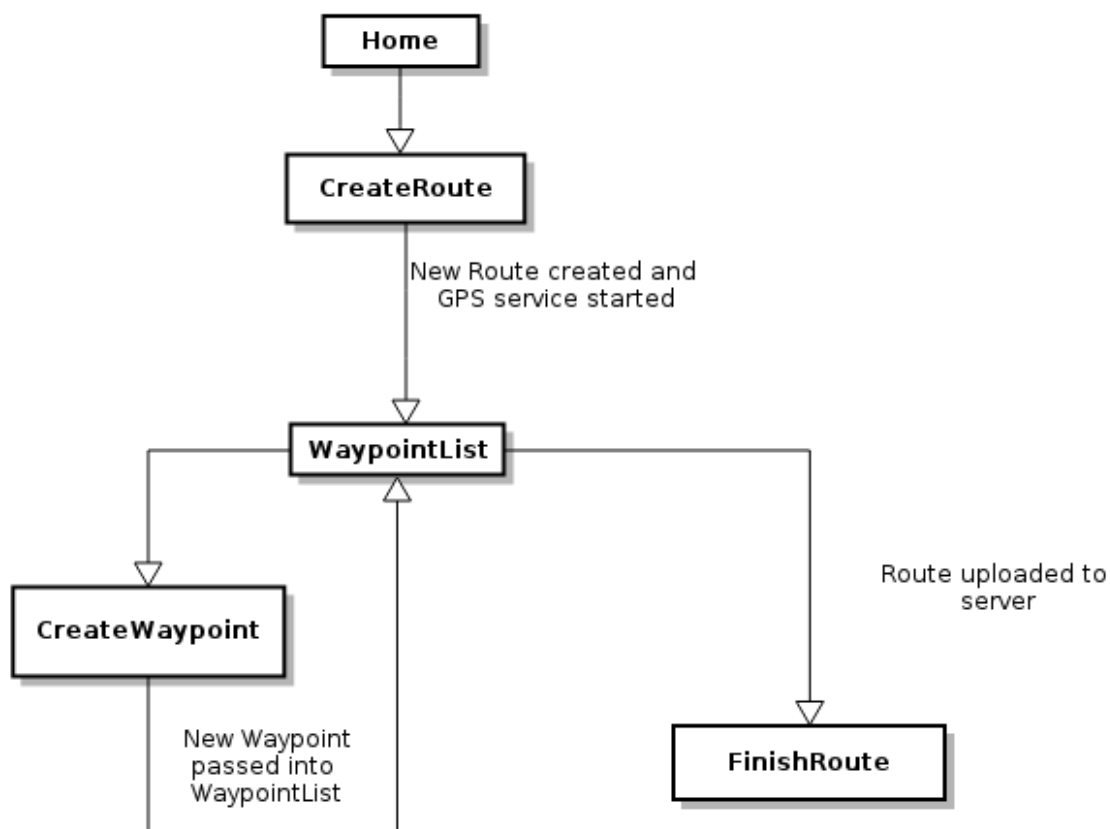 Home
CreateRoute
New Route created and
GPS service started
WaypointList
CreateWaypoint
Route uploaded to
server
New Waypoint
passed into
WaypointList
FinishRoute